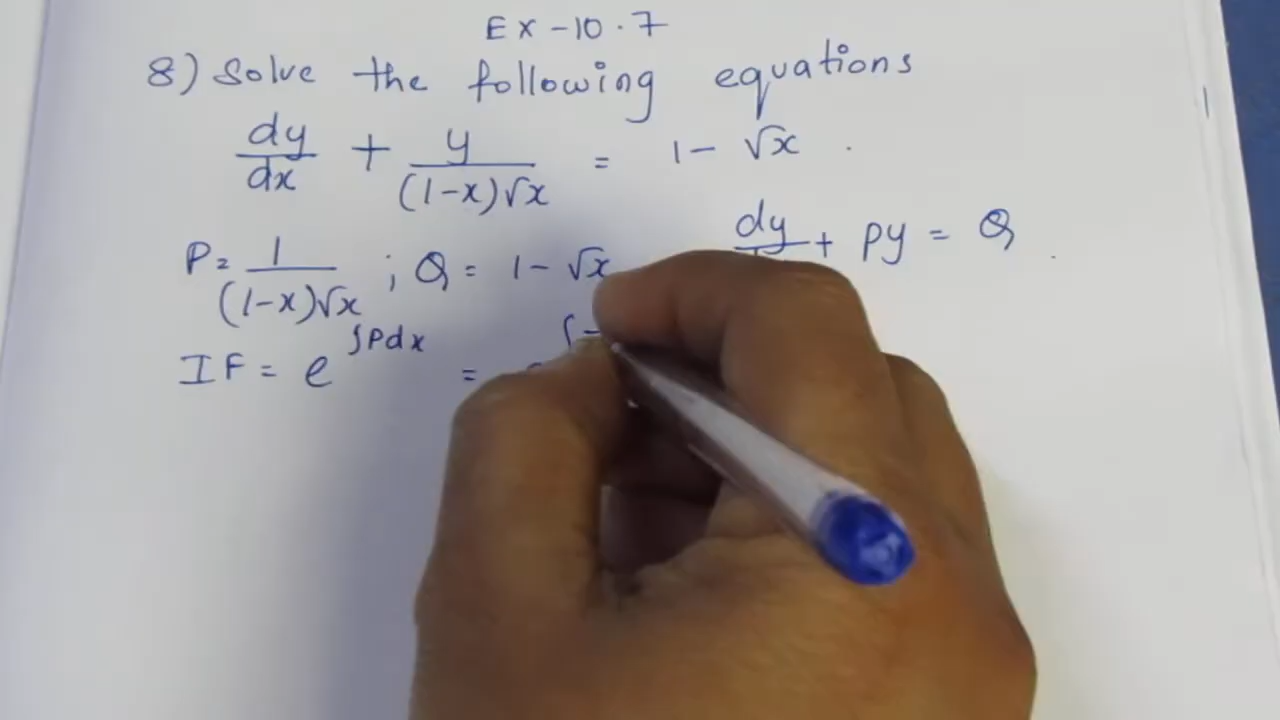 Ex - 10.7
8) Solve the following equations
dy/dx + y/((1-x)√x) = 1 - √x .
dy/ + Py = Q .
P = 1/((1-x)√x) ; Q = 1 - √x
IF = e^∫Pdx = ∫